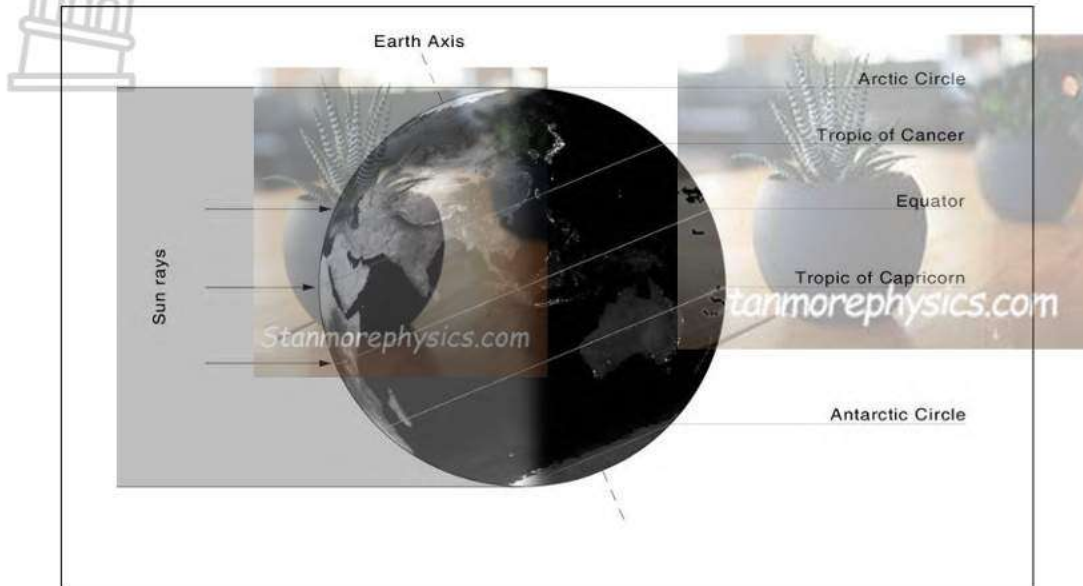 Earth Axis
Arctic Circle
Tropic of Cancer
Equator
Sun rays
Tropic of Capricorn
Stanmorephysics.com
tanmorephysics.com
Antarctic Circle